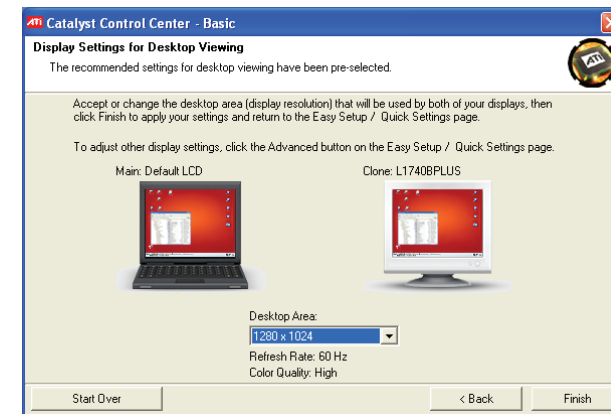 ATI Catalyst Control Center - Basic
Display Settings for Desktop Viewing
The recommended settings for desktop viewing have been pre-selected.
ATI
Accept or change the desktop area (display resolution) that will be used by both of your displays, then
click Finish to apply your settings and return to the Easy Setup / Quick Settings page.
To adjust other display settings, click the Advanced button on the Easy Setup / Quick Settings page.
Main: Default LCD
Clone: L1740BPLUS
Desktop Area:
1280 x 1024
Refresh Rate: 60 Hz
Color Quality: High
Start Over
< Back
Finish